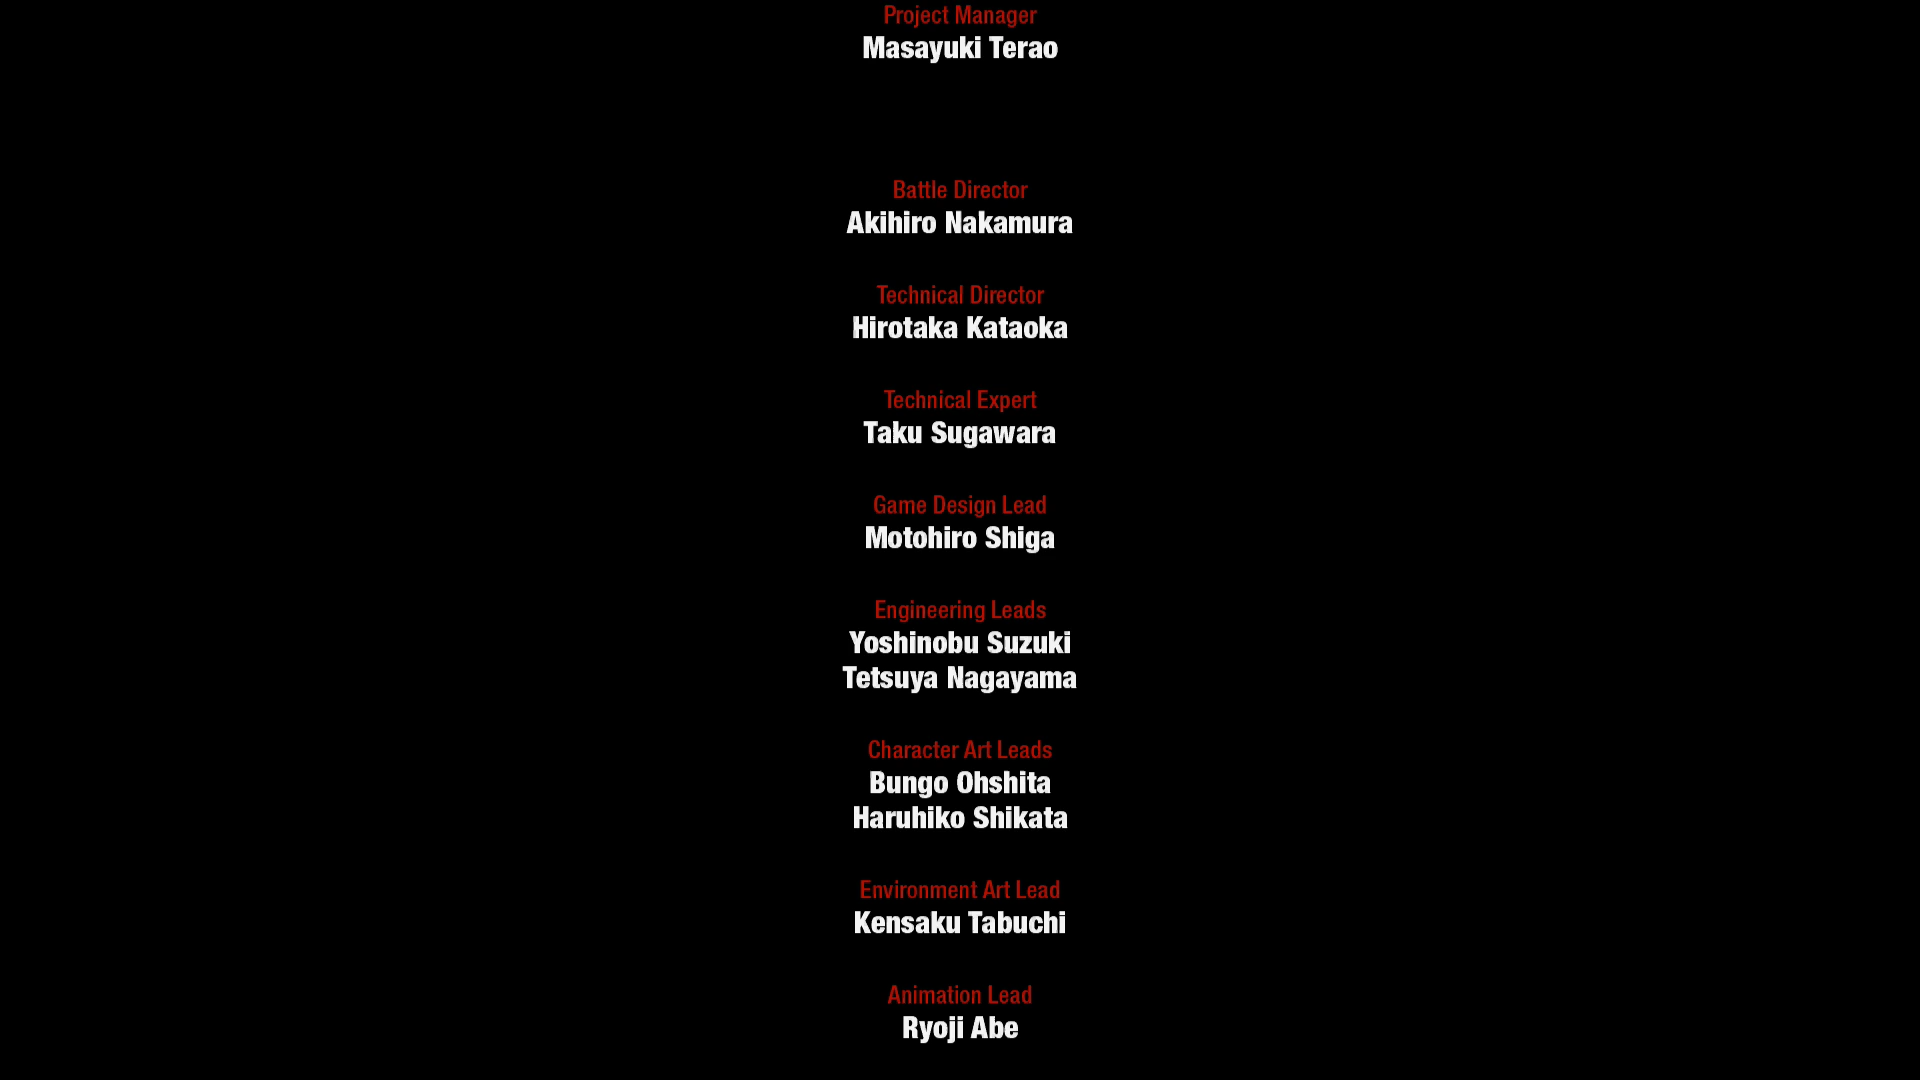 Project Manager
Masayuki Terao
Battle Director
Akihiro Nakamura
Technical Director
Hirotaka Kataoka
Technical Expert
Taku Sugawara
Game Design Lead
Motohiro Shiga
Engineering Leads
Yoshinobu Suzuki
Tetsuya Nagayama
Character Art Leads
Bungo Ohshita
Haruhiko Shikata
Environment Art Lead
Kensaku Tabuchi
Animation Lead
Ryoji Abe